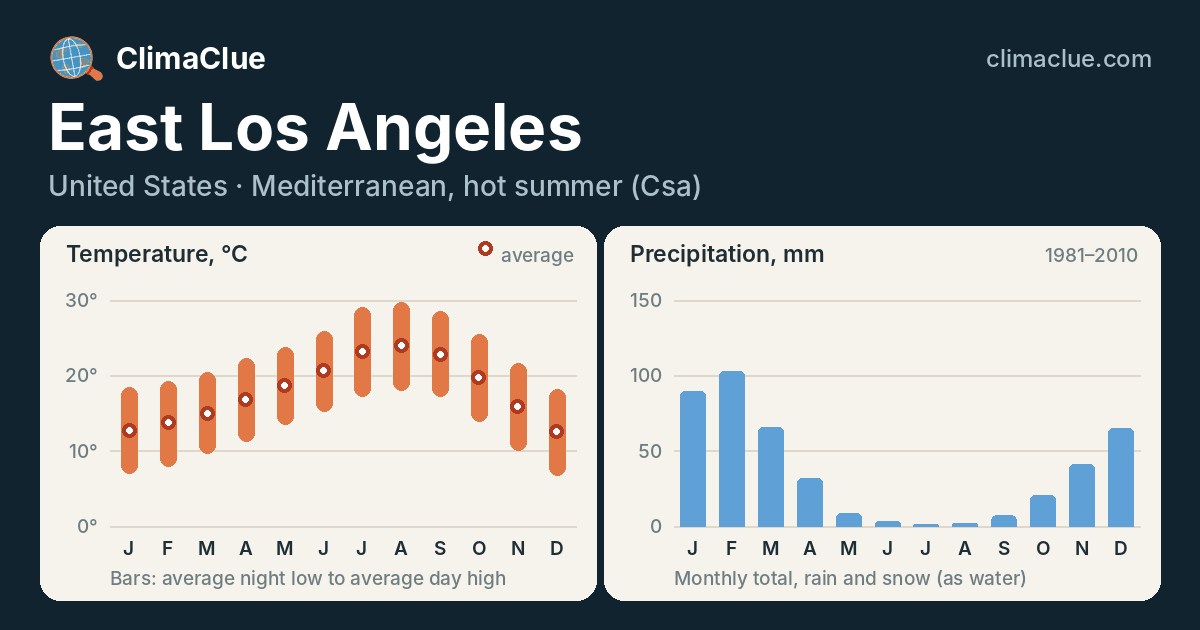 ClimaClue
climaclue.com
East Los Angeles
United States · Mediterranean, hot summer (Csa)
Temperature, °C
average
30°
20°
10°
0°
J F M A M J J A S O N D
Bars: average night low to average day high
Precipitation, mm
1981–2010
150
100
50
0
J F M A M J J A S O N D
Monthly total, rain and snow (as water)